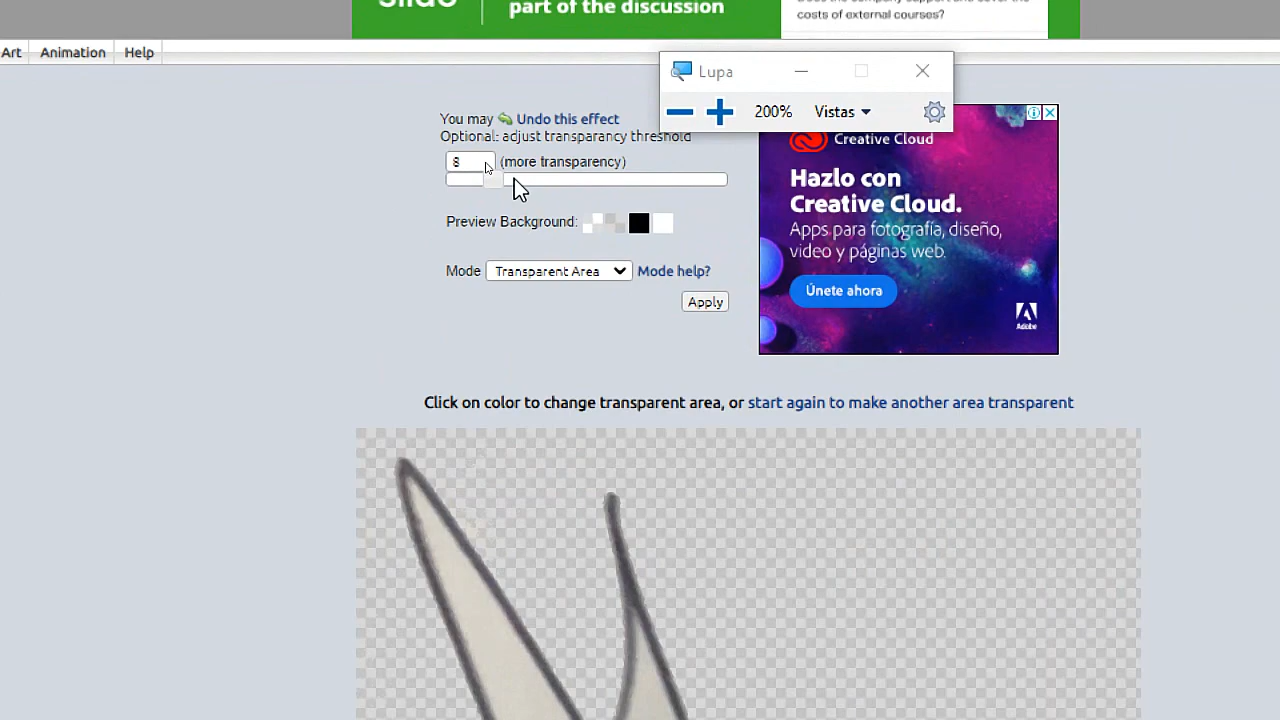 Slido
part of the discussion
costs of external courses?
Art
Animation
Help
Lupa
200%
Vistas
You may Undo this effect
Optional: adjust transparancy threshold
8 (more transparency)
Preview Background:
Mode Transparent Area Mode help?
Apply
Creative Cloud
Hazlo con
Creative Cloud.
Apps para fotografía, diseño,
video y páginas web.
Únete ahora
Adobe
Click on color to change transparent area, or start again to make another area transparent